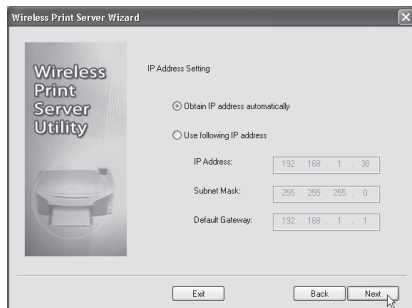 Wireless Print Server Wizard
Wireless
Print
Server
Utility
IP Address Setting
Obtain IP address automatically
Use following IP address
IP Address: 192 . 168 . 1 . 38
Subnet Mask: 255 . 255 . 255 . 0
Default Gateway: 192 . 168 . 1 . 1
Exit Back Next